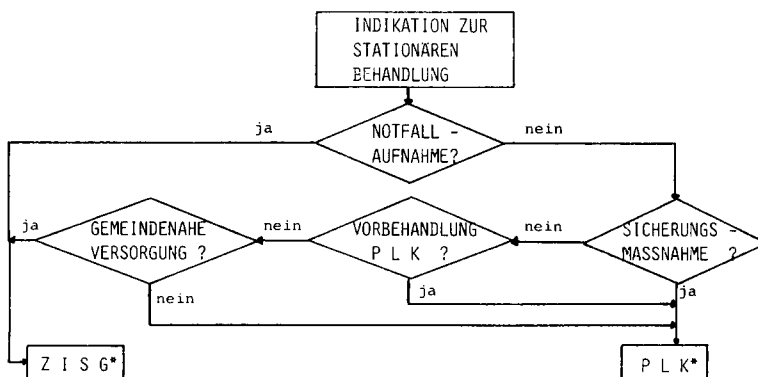 INDIKATION ZUR
STATIONÄREN
BEHANDLUNG
ja
NOTFALL -
AUFNAHME?
nein
ja
GEMEINDENAHE
VERSORGUNG ?
nein
VORBEHANDLUNG
P L K ?
nein
SICHERUNGS -
MASSNAHME ?
nein
ja
ja
Z I S G*
P L K*